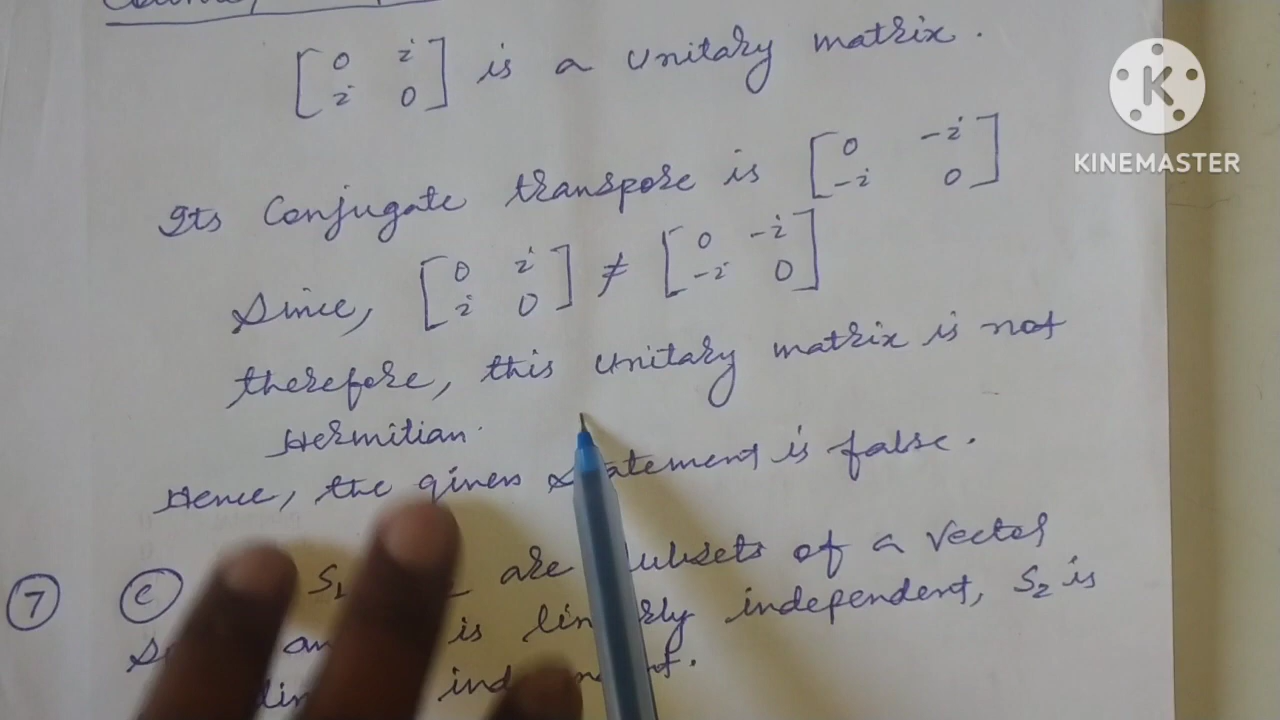 [0 i
i 0] is a unitary matrix.
K
KINEMASTER
Its Conjugate transpose is [0 -i
-i 0]
Since, [0 i
i 0] ≠ [0 -i
-i 0]
therefore, this unitary matrix is not
Hermitian.
Hence, the given statement is false.
7 c S₁ are subsets of a vector
is linearly independent, S₂ is